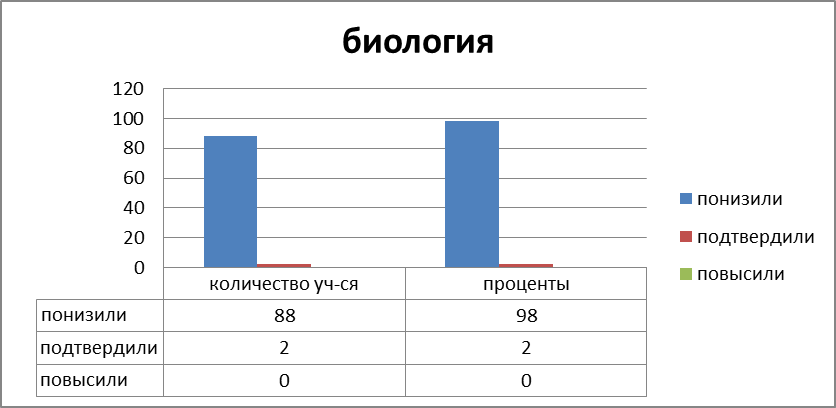 биология
120
100
80
60
40
20
0
количество уч-ся проценты
понизили 88 98
подтвердили 2 2
повысили 0 0
понизили
подтвердили
повысили